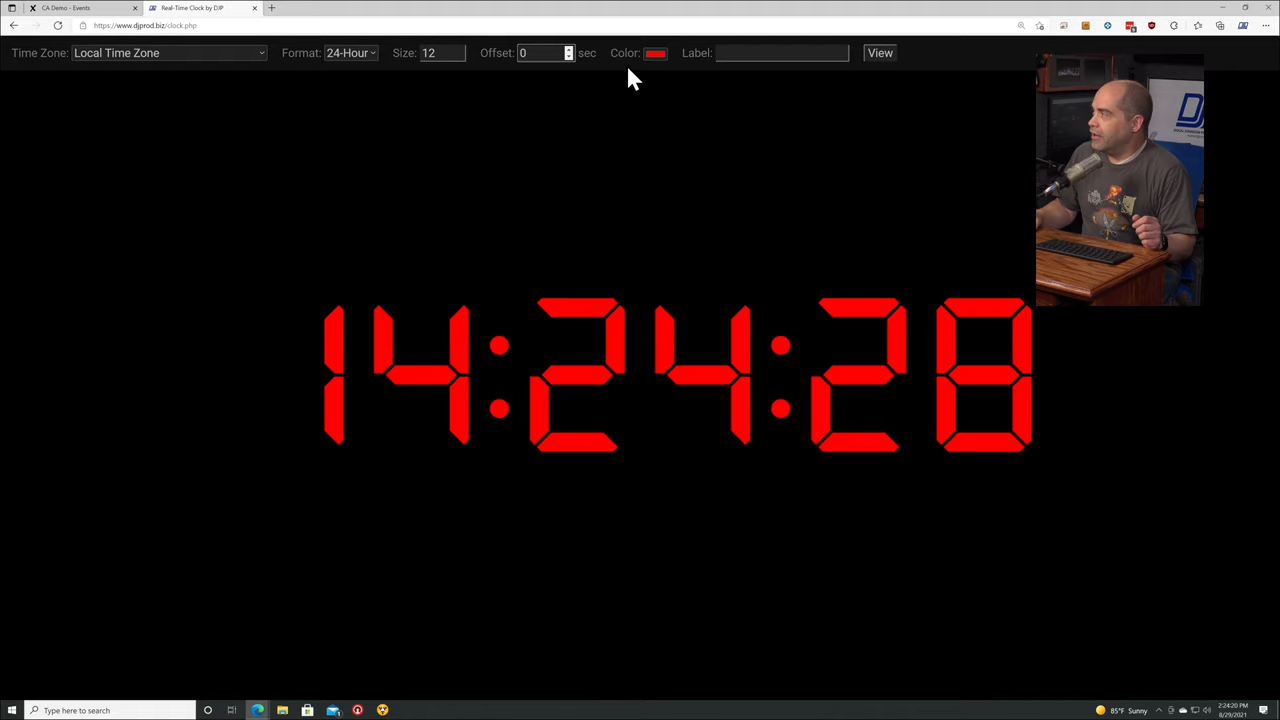 CA Demo - Events
Real-Time Clock by DJP
https://www.djprod.biz/clock.php
Time Zone: Local Time Zone Format: 24-Hour Size: 12 Offset: 0 sec Color: Label: View
14:24:28
Type here to search
85°F Sunny
2:24:20 PM
8/29/2021